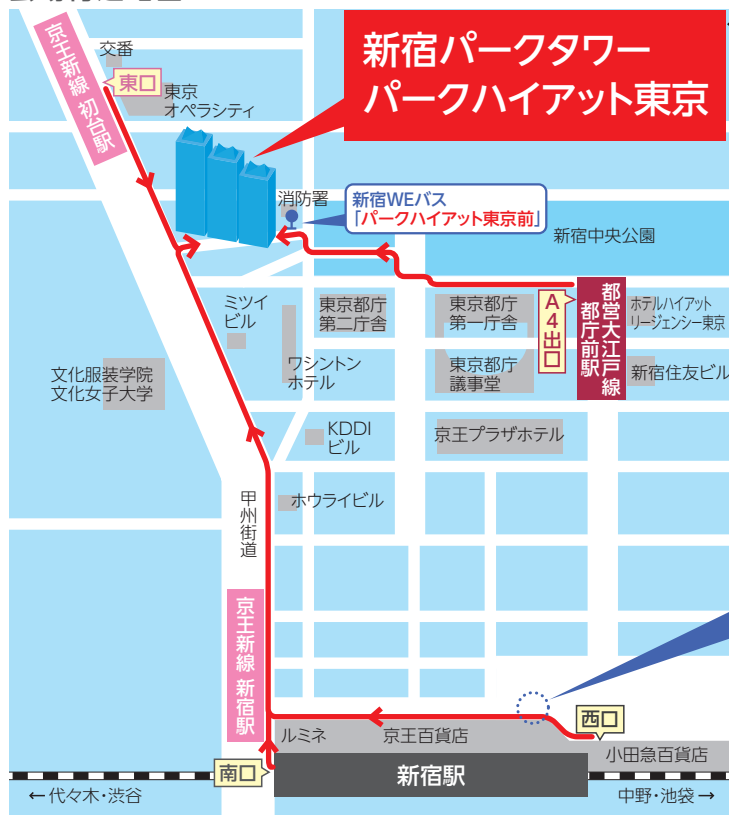 京王新線 初台駅
交番
東口
東京
オペラシティ
新宿パークタワー
パークハイアット東京
消防署
新宿WEバス
「パークハイアット東京前」
新宿中央公園
ミツイ
ビル
東京都庁
第二庁舎
東京都庁
第一庁舎
A4出口
都営大江戸線
都庁前駅
ホテルハイアット
リージェンシー東京
文化服装学院
文化女子大学
ワシントン
ホテル
東京都庁
議事堂
新宿住友ビル
KDDI
ビル
京王プラザホテル
甲州街道
ホウライビル
京王新線 新宿駅
西口
ルミネ
京王百貨店
小田急百貨店
南口
新宿駅
←代々木・渋谷
中野・池袋→